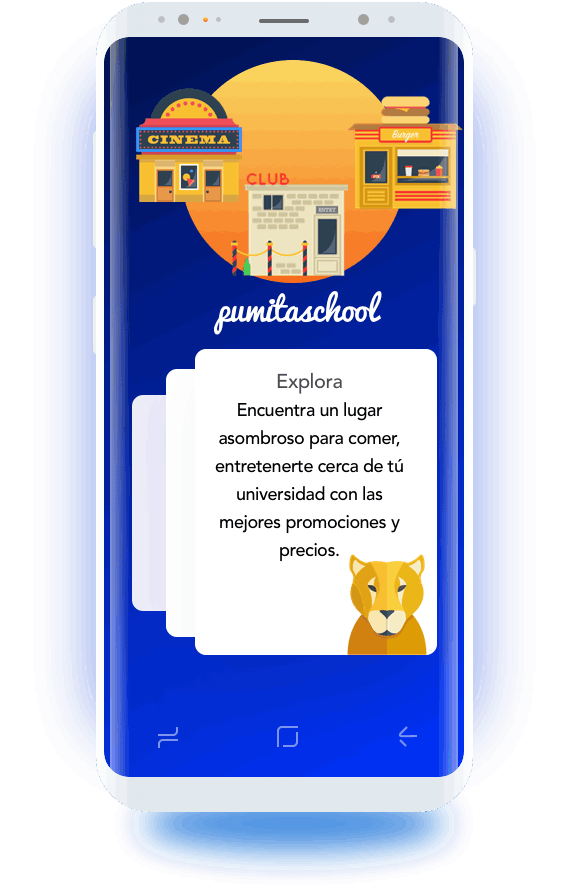 CINEMA
Burger
CLUB
ENTRY
pumitaschool
Explora
Encuentra un lugar
asombroso para comer,
entretenerte cerca de tú
universidad con las
mejores promociones y
precios.